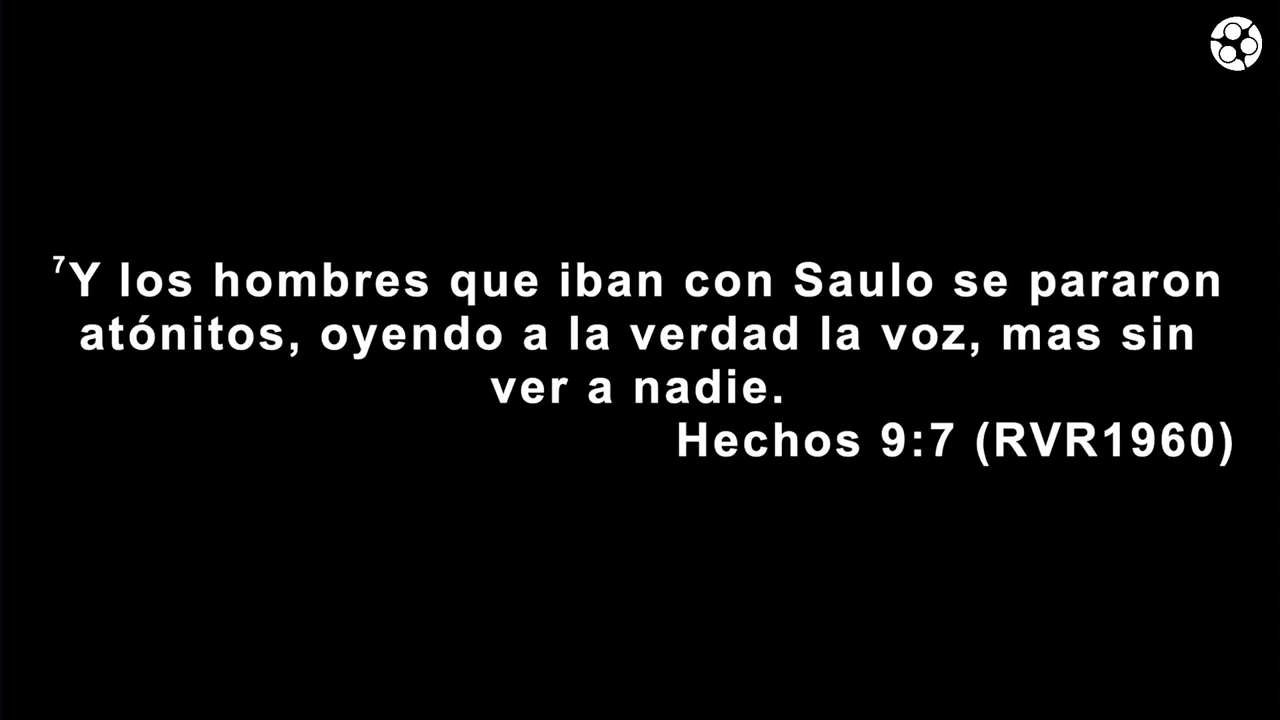 ⁷Y los hombres que iban con Saulo se pararon
atónitos, oyendo a la verdad la voz, mas sin
ver a nadie.
Hechos 9:7 (RVR1960)